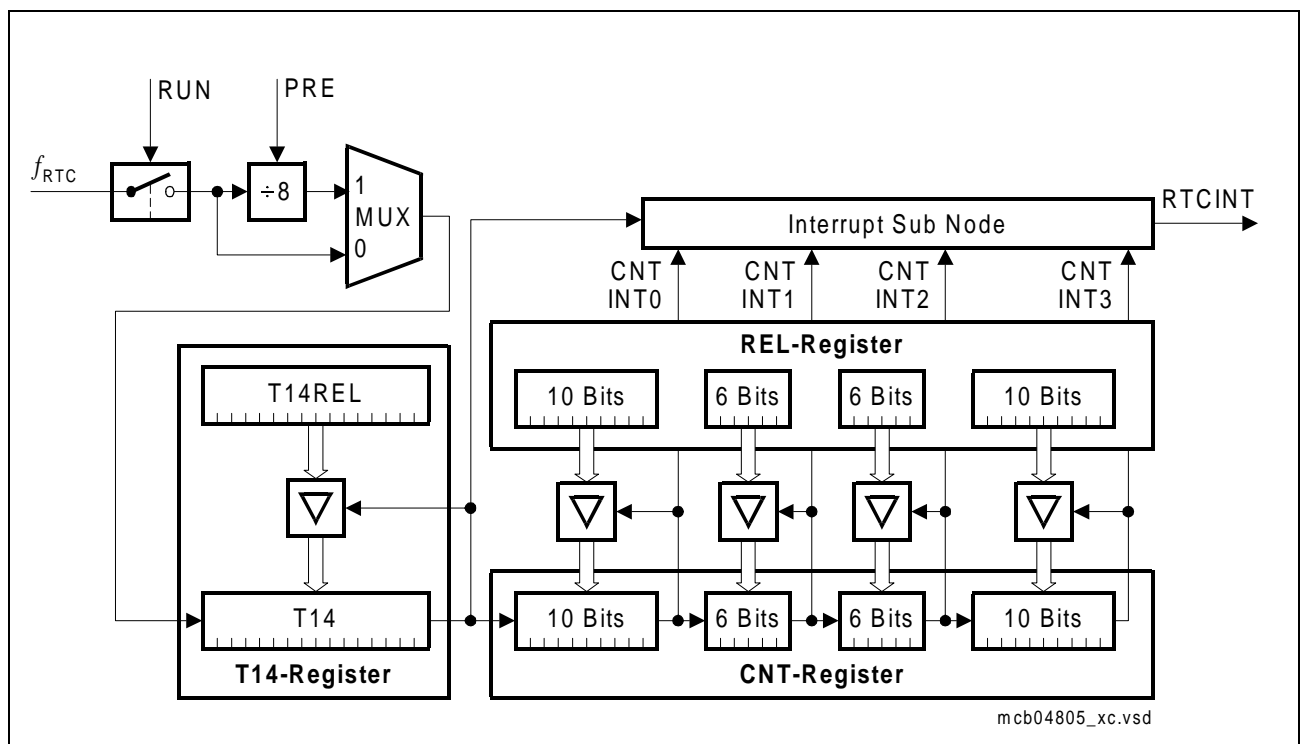 RUN
PRE
fRTC
÷8
1
MUX
0
RTCINT
Interrupt Sub Node
CNT
INT0
CNT
INT1
CNT
INT2
CNT
INT3
REL-Register
T14REL
10 Bits
6 Bits
6 Bits
10 Bits
T14
10 Bits
6 Bits
6 Bits
10 Bits
T14-Register
CNT-Register
mcb04805_xc.vsd